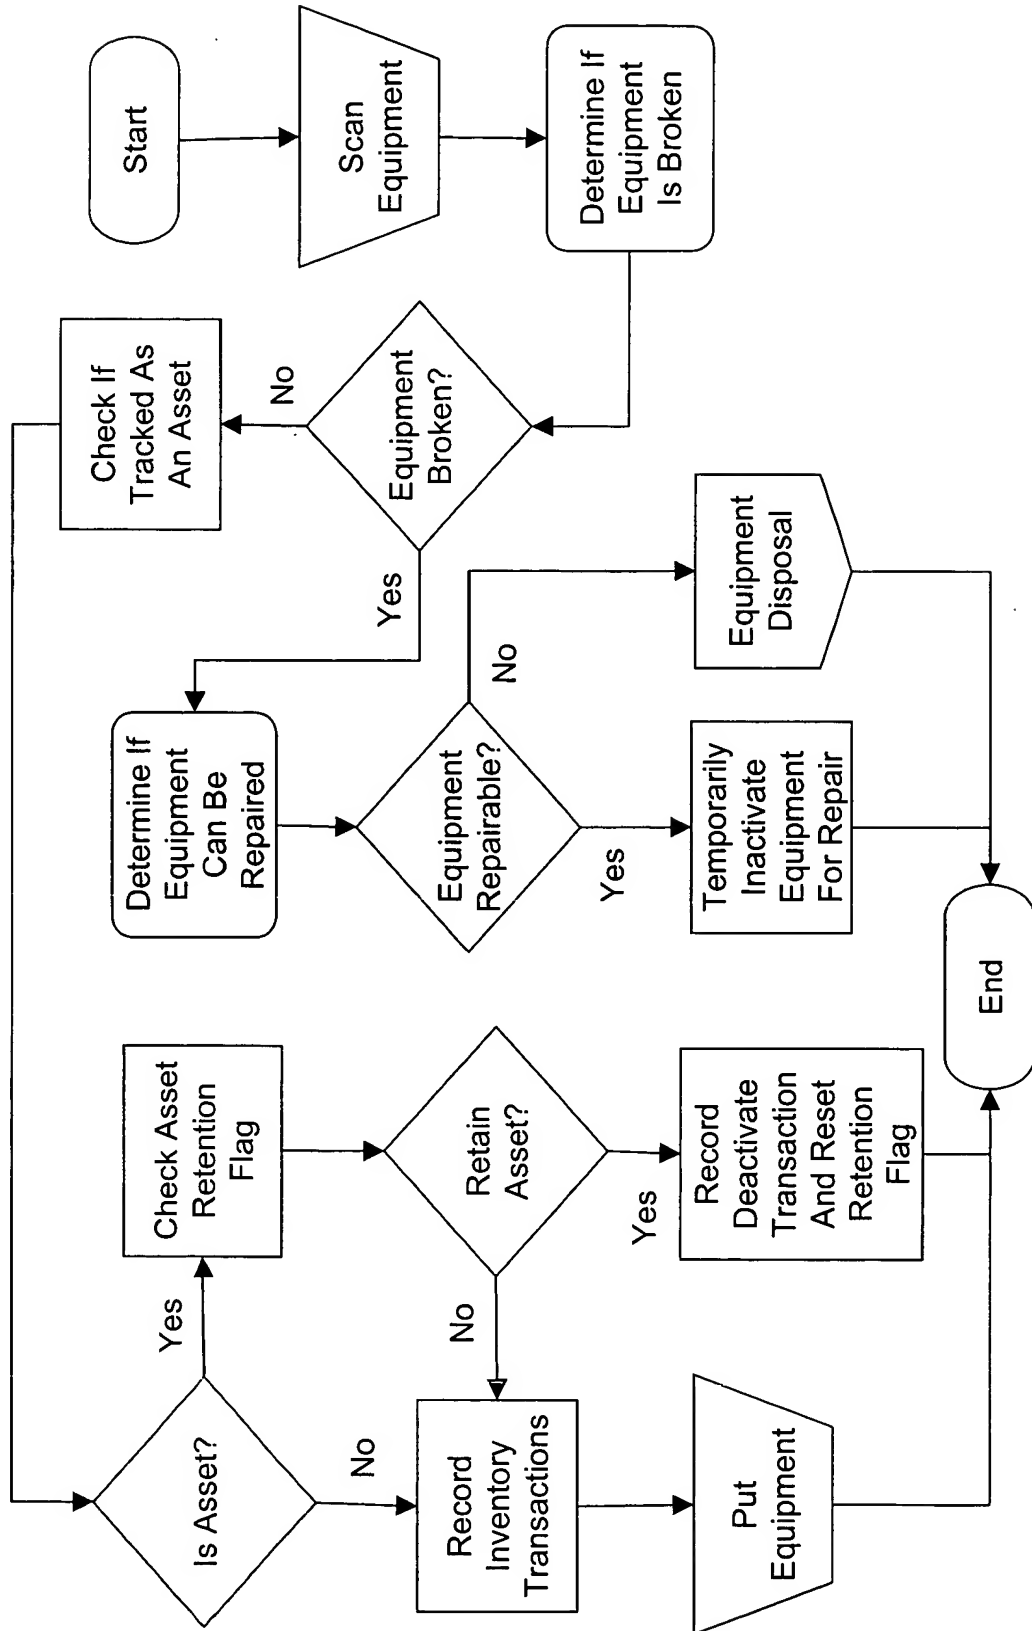 Start
Scan
Equipment
Determine If
Equipment
Is Broken
Equipment
Broken?
No
Check If
Tracked As
An Asset
Yes
Determine If
Equipment
Can Be
Repaired
Equipment
Repairable?
No
Equipment
Disposal
Yes
Temporarily
Inactivate
Equipment
For Repair
Is Asset?
Yes
Check Asset
Retention
Flag
Retain
Asset?
Yes
Record
Deactivate
Transaction
And Reset
Retention
Flag
No
No
Record
Inventory
Transactions
Put
Equipment
End